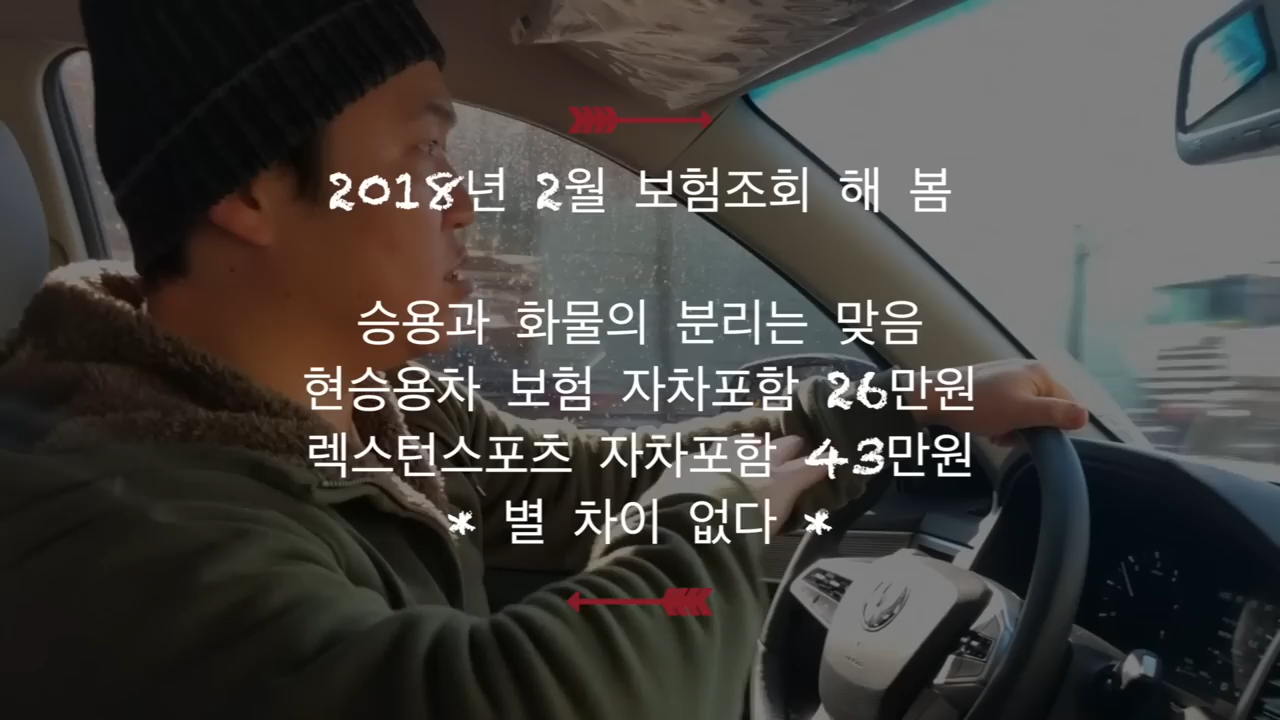 2018년 2월 보험조회 해 봄
승용과 화물의 분리는 맞음
현승용차 보험 자차포함 26만원
렉스턴스포츠 자차포함 43만원
* 별 차이 없다 *